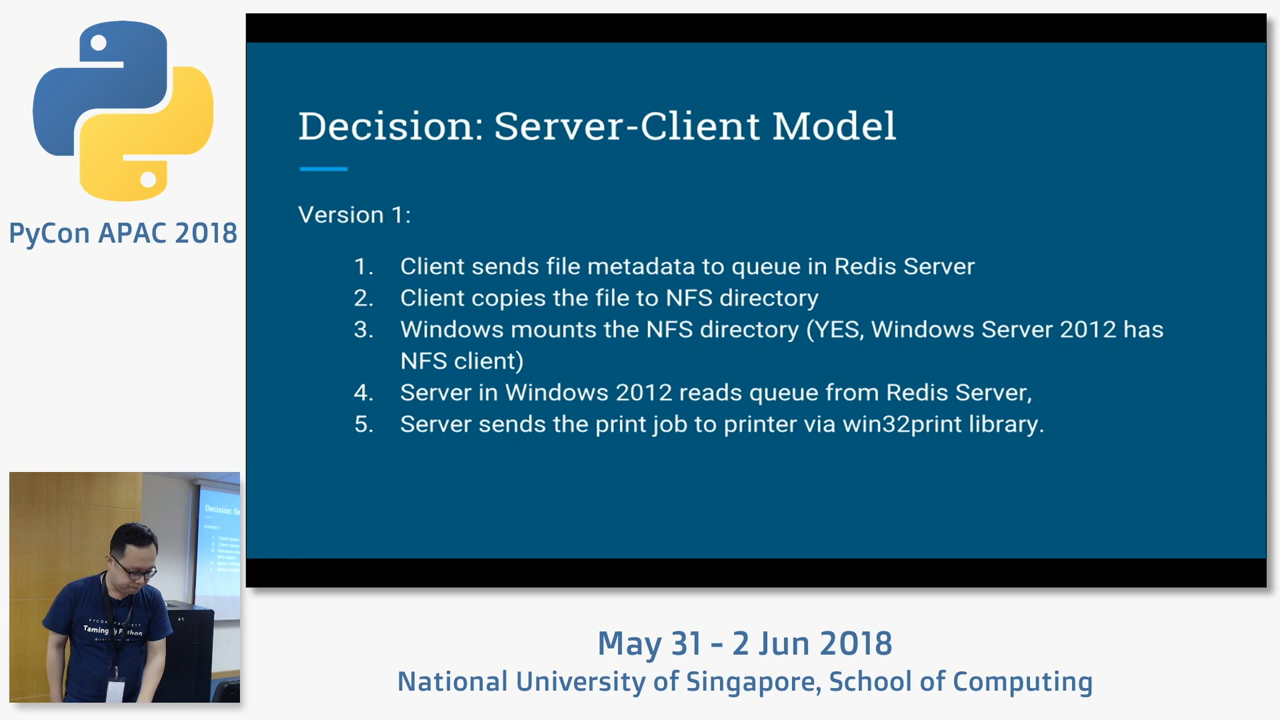 PyCon APAC 2018
Decision: Server-Client Model
Version 1:
1. Client sends file metadata to queue in Redis Server
2. Client copies the file to NFS directory
3. Windows mounts the NFS directory (YES, Windows Server 2012 has
NFS client)
4. Server in Windows 2012 reads queue from Redis Server,
5. Server sends the print job to printer via win32print library.
May 31 - 2 Jun 2018
National University of Singapore, School of Computing